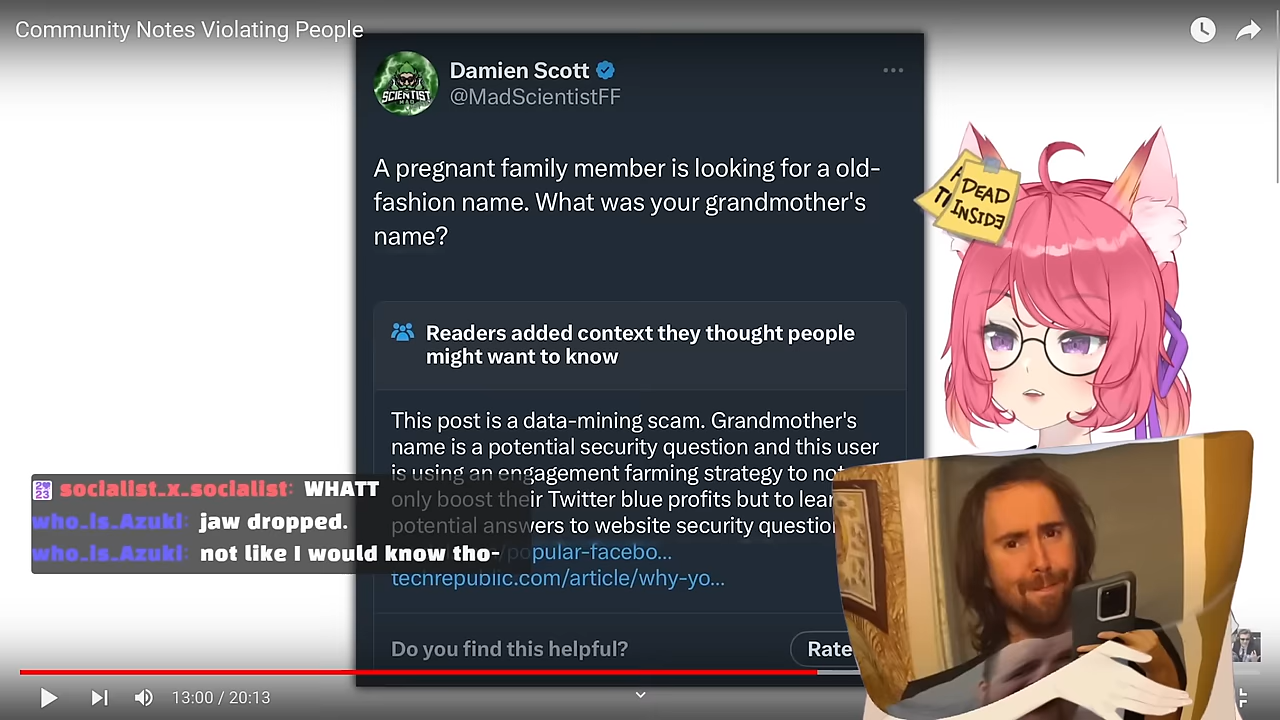 Community Notes Violating People
Damien Scott
@MadScientistFF
SCIENTIST
MAD
A pregnant family member is looking for a old-
fashion name. What was your grandmother's
name?
DEAD
INSIDE
Readers added context they thought people
might want to know
This post is a data-mining scam. Grandmother's
name is a potential security question and this user
is using an engagement farming strategy to not
only boost their Twitter blue profits but to lear
potential answers to website security question
/popular-facebo...
techrepublic.com/article/why-yo...
socialist_x_socialist: WHATT
who_is_Azuki: jaw dropped.
who_is_Azuki: not like I would know tho-
Do you find this helpful?
Rate
13:00 / 20:13